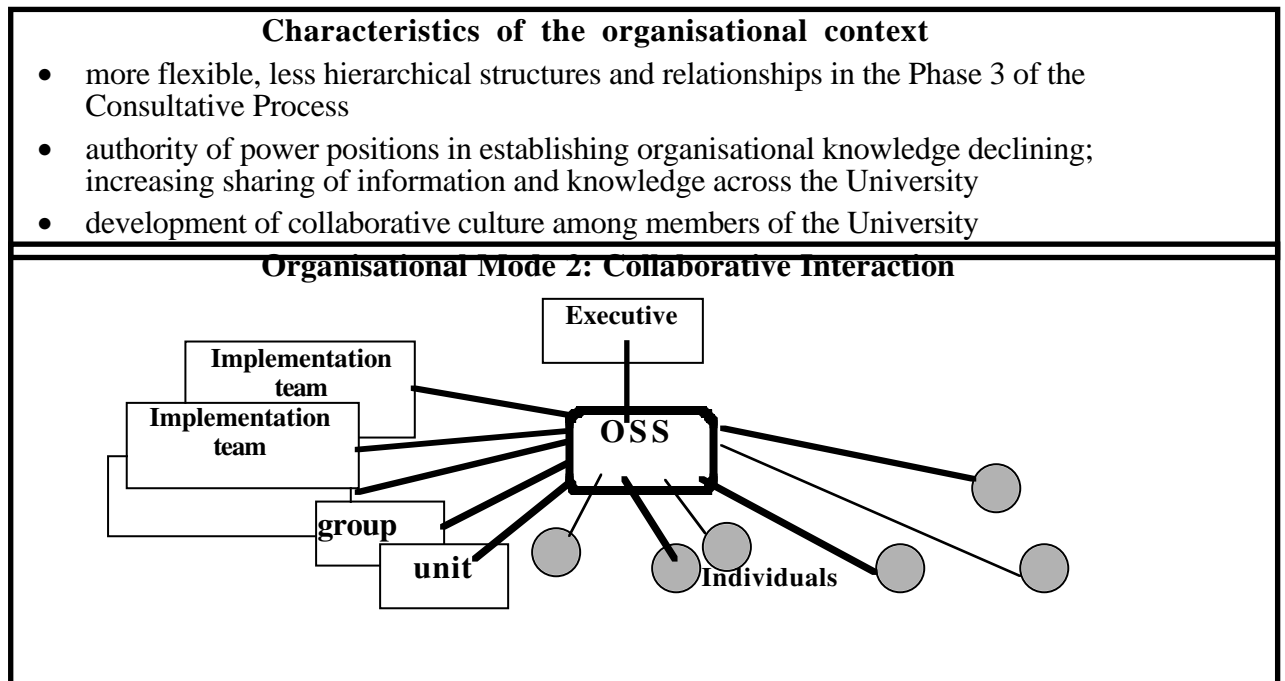 Characteristics of the organisational context
• more flexible, less hierarchical structures and relationships in the Phase 3 of the
Consultative Process
• authority of power positions in establishing organisational knowledge declining;
increasing sharing of information and knowledge across the University
• development of collaborative culture among members of the University
Organisational Mode 2: Collaborative Interaction
Executive
Implementation
team
Implementation
team
OSS
group
unit
Individuals